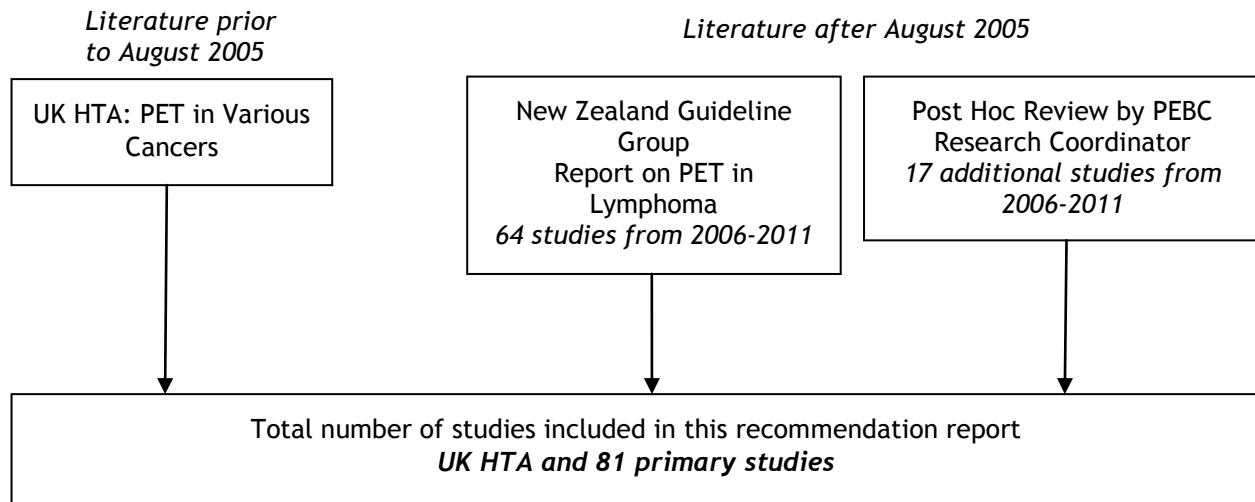 Literature prior
to August 2005
Literature after August 2005
UK HTA: PET in Various
Cancers
New Zealand Guideline
Group
Report on PET in
Lymphoma
64 studies from 2006-2011
Post Hoc Review by PEBC
Research Coordinator
17 additional studies from
2006-2011
Total number of studies included in this recommendation report
UK HTA and 81 primary studies